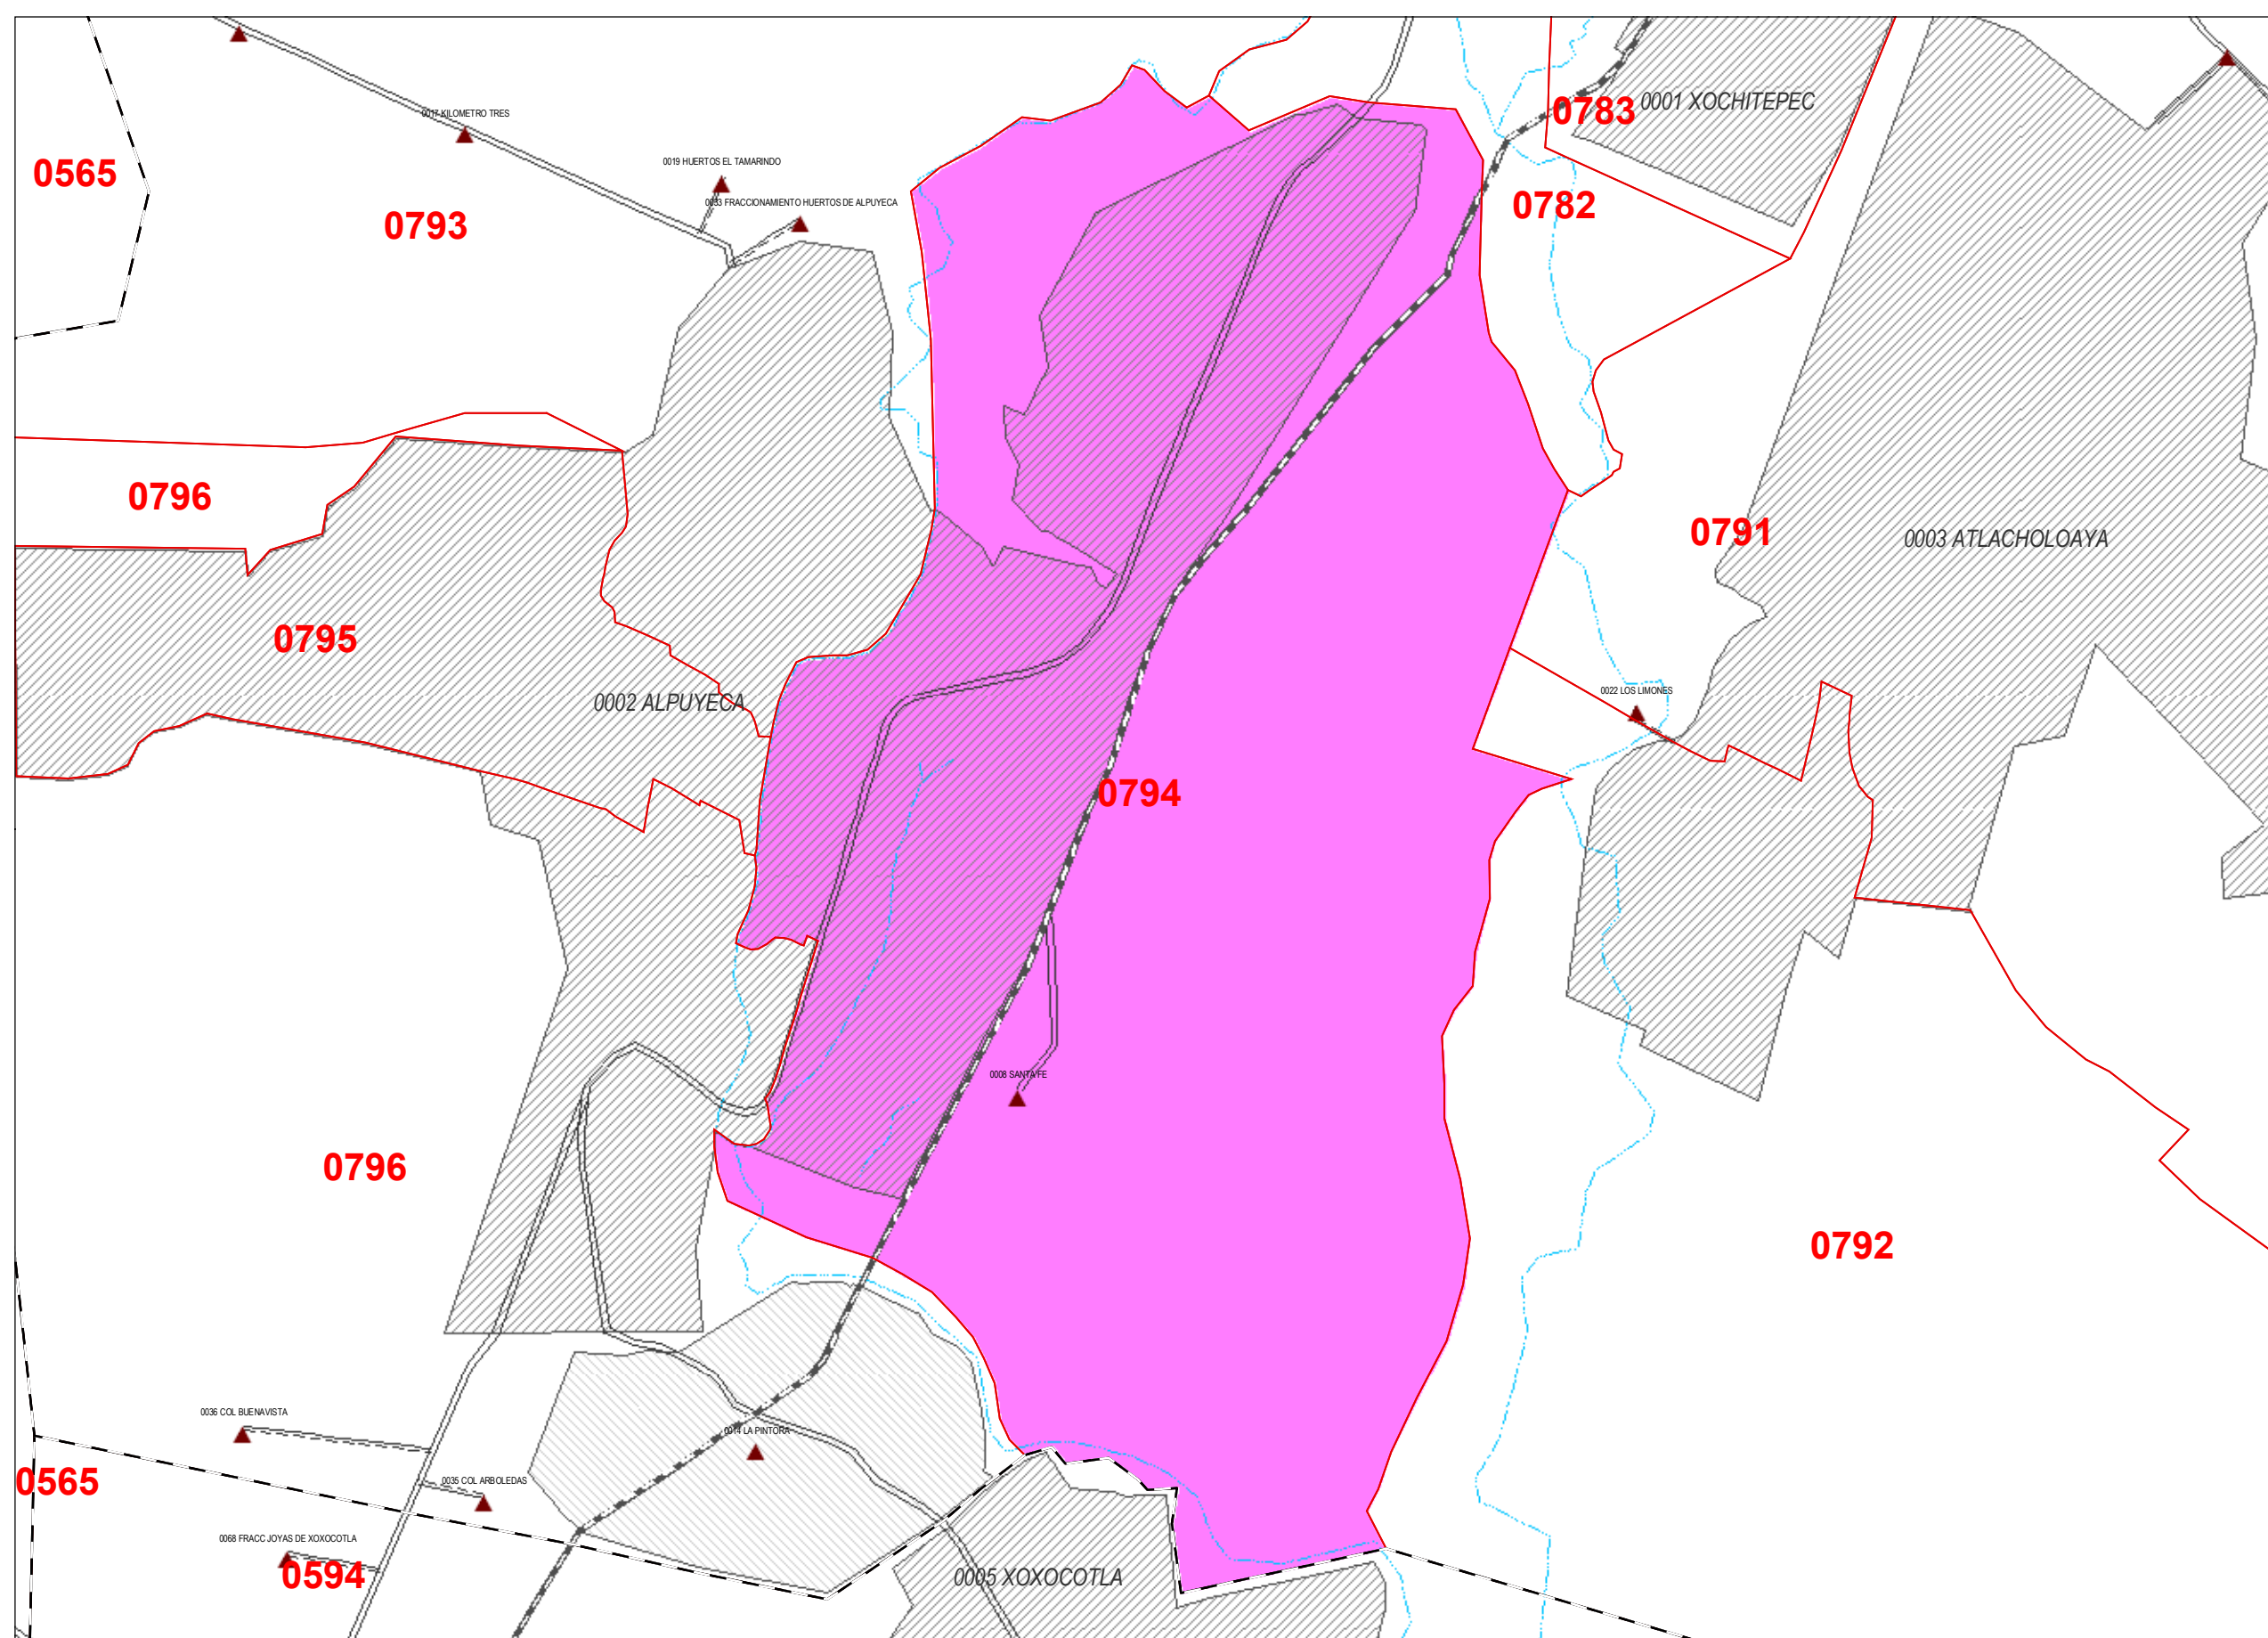 0783
0001 XOCHITEPEC
0017 KILOMETRO TRES
0019 HUERTOS EL TAMARINDO
0565
0033 FRACCIONAMIENTO HUERTOS DE ALPUYECA
0782
0793
0796
0791
0003 ATLACHOLOAYA
0795
0022 LOS LIMONES
0002 ALPUYECA
0794
0008 SANTA FE
0796
0792
0036 COL BUENAVISTA
0014 LA PINTORA
0565
0035 COL ARBOLEDAS
0068 FRACC JOYAS DE XOXOCOTLA
0594
0005 XOXOCOTLA